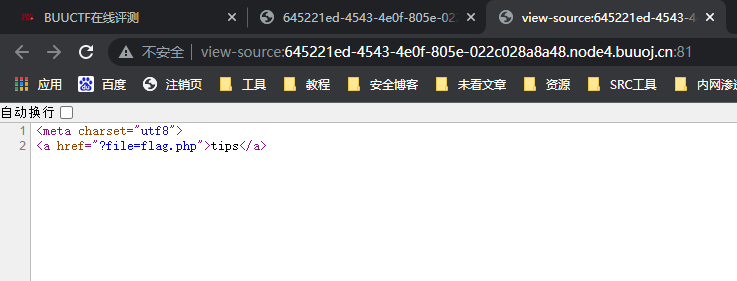 BUUCTF在线评测
645221ed-4543-4e0f-805e-022
view-source:645221ed-4543-4
不安全 | view-source:645221ed-4543-4e0f-805e-022c028a8a48.node4.buuoj.cn:81
应用 百度 注销页 工具 教程 安全博客 未看文章 资源 SRC工具 内网渗透
自动换行
1 <meta charset="utf8">
2 <a href="?file=flag.php">tips</a>